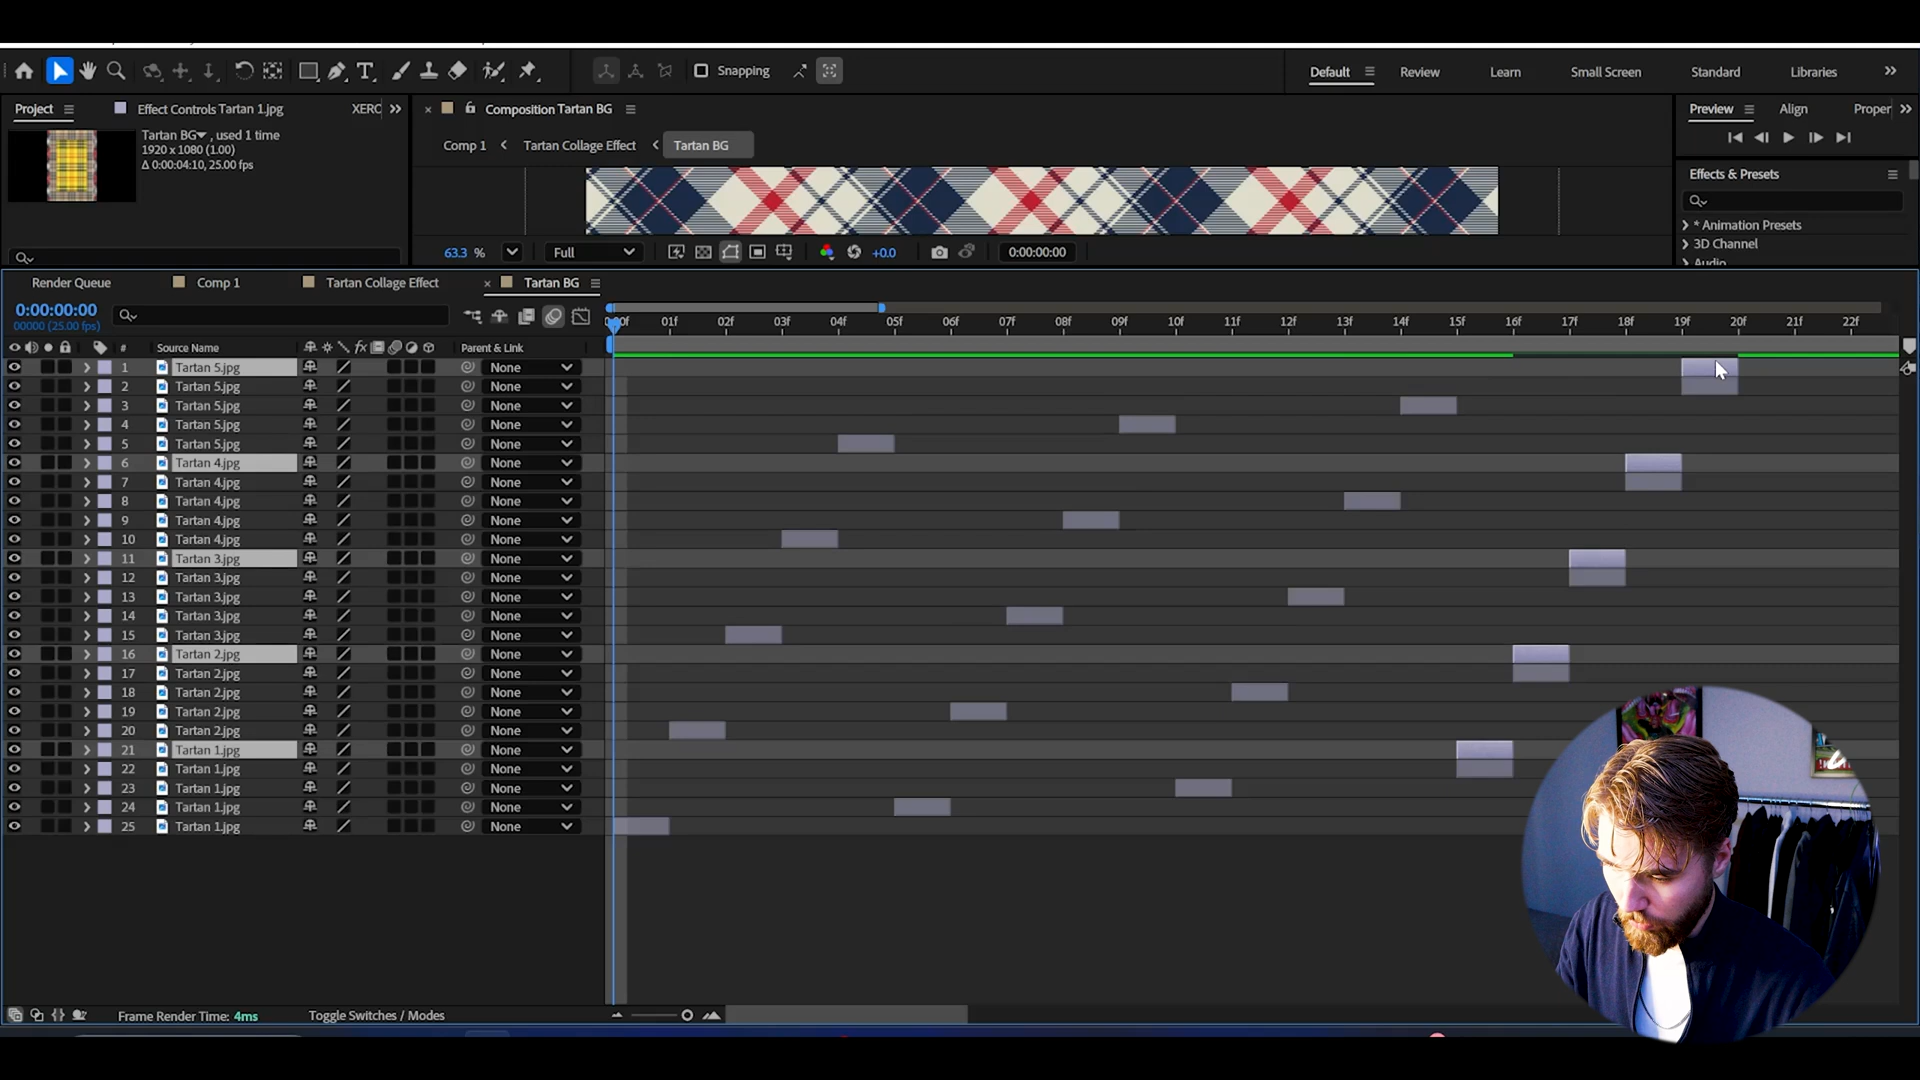 Snapping
Default
Review
Learn
Small Screen
Standard
Libraries
Project
Effect Controls Tartan 1.jpg
XERC
Composition Tartan BG
Preview
Align
Proper
Tartan BG , used 1 time
1920 x 1080 (1.00)
Δ 0:00:04:10, 25.00 fps
Comp 1
Tartan Collage Effect
Tartan BG
Effects & Presets
* Animation Presets
3D Channel
Audio
63.3 %
Full
+0.0
0:00:00:00
Render Queue
Comp 1
Tartan Collage Effect
Tartan BG
0:00:00:00
00000 (25.00 fps)
0:00f 01f 02f 03f 04f 05f 06f 07f 08f 09f 10f 11f 12f 13f 14f 15f 16f 17f 18f 19f 20f 21f 22f
# Source Name fx Parent & Link
1 Tartan 5.jpg None
2 Tartan 5.jpg None
3 Tartan 5.jpg None
4 Tartan 5.jpg None
5 Tartan 5.jpg None
6 Tartan 4.jpg None
7 Tartan 4.jpg None
8 Tartan 4.jpg None
9 Tartan 4.jpg None
10 Tartan 4.jpg None
11 Tartan 3.jpg None
12 Tartan 3.jpg None
13 Tartan 3.jpg None
14 Tartan 3.jpg None
15 Tartan 3.jpg None
16 Tartan 2.jpg None
17 Tartan 2.jpg None
18 Tartan 2.jpg None
19 Tartan 2.jpg None
20 Tartan 2.jpg None
21 Tartan 1.jpg None
22 Tartan 1.jpg None
23 Tartan 1.jpg None
24 Tartan 1.jpg None
25 Tartan 1.jpg None
Frame Render Time: 4ms
Toggle Switches / Modes